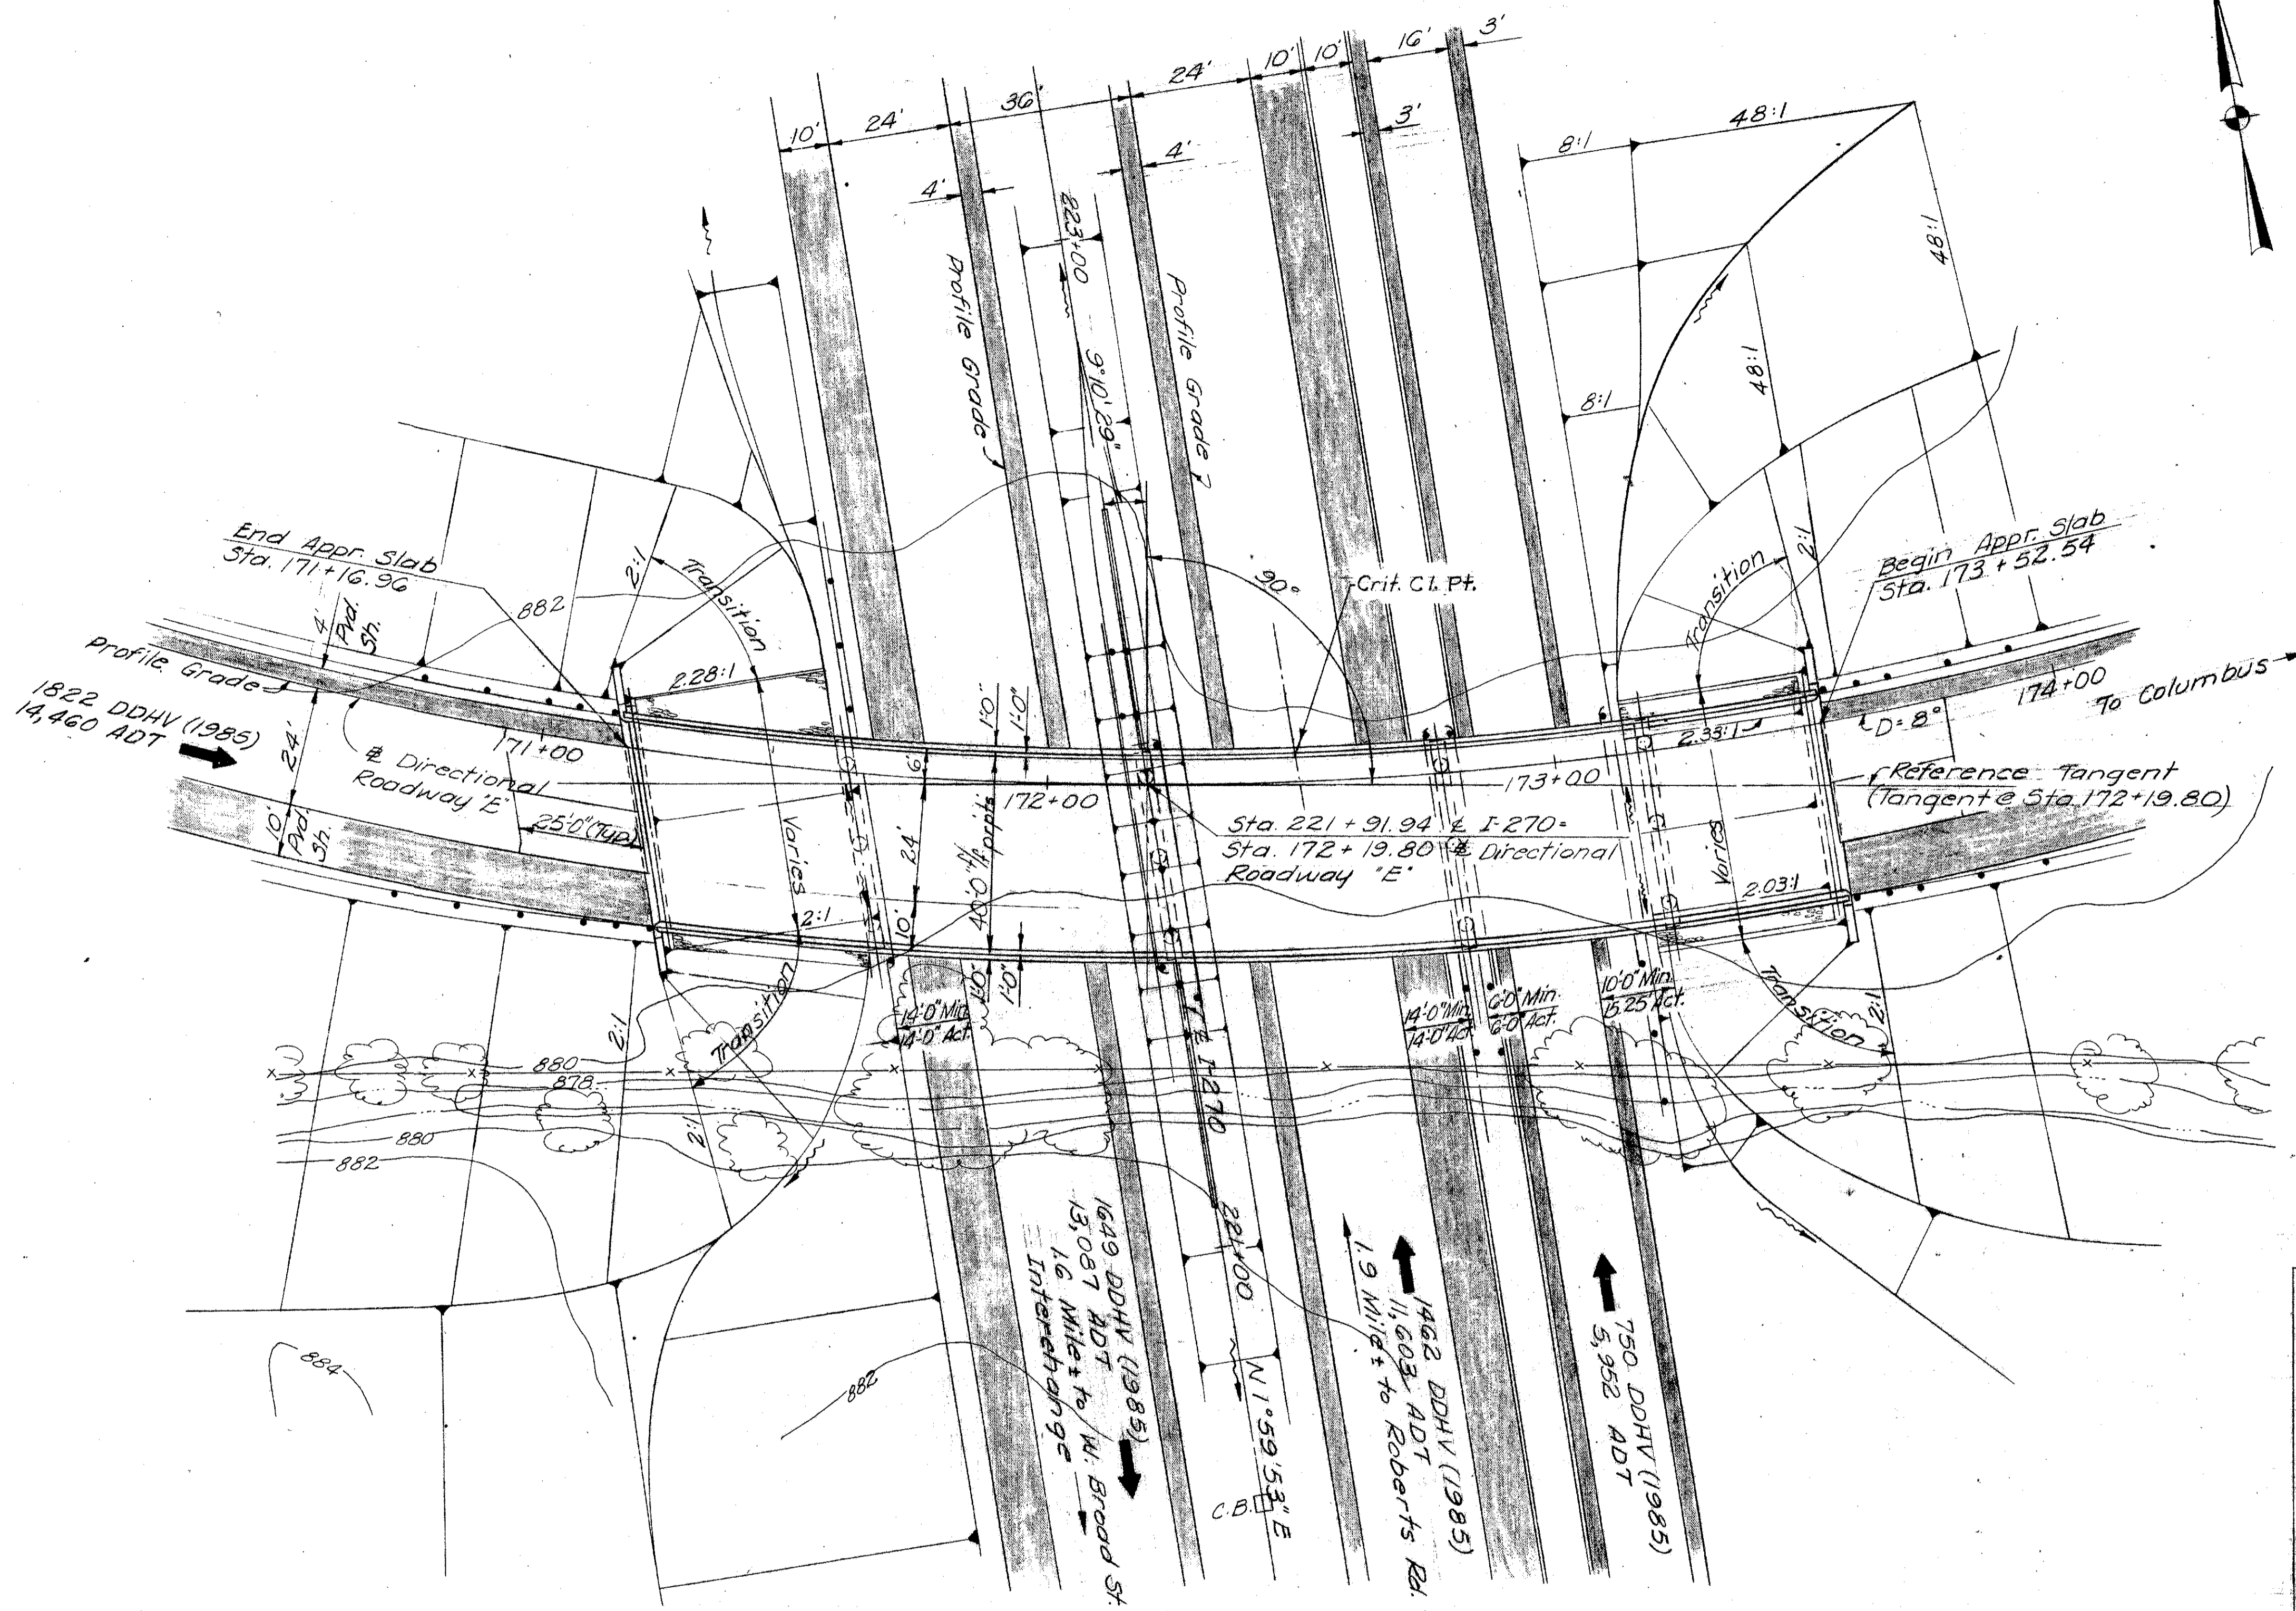 10'
24'
36'
24'
10'
10'
16'
3'
3'
4'
4'
8:1
48:1
48:1
48:1
8:1
Profile Grade
823+00
9°10'29"
Profile Grade
End Appr. Slab
Sta. 171+16.96
882
2:1
Transition
90°
Crit. Cl. Pt.
Transition
2:1
Begin Appr. Slab
Sta. 173+52.54
4'
Pvd.
Sh.
Profile Grade
1822 DDHV (1985)
14,460 ADT
24'
10'
Pvd.
Sh.
171+00
℄ Directional
Roadway "E"
25'-0" (Typ)
2.28:1
Varies
2:1
6'
24'
10'
1'-0"
1'-0"
40'-0" f/f
1'-0"
1'-0"
172+00
173+00
Sta. 221+91.94 ℄ I-270=
Sta. 172+19.80 ℄ Directional
Roadway "E"
2.33:1
Varies
2.03:1
D=8°
174+00
To Columbus
Reference Tangent
(Tangent @ Sta. 172+19.80)
14'-0" Min.
14'-0" Act.
14'-0" Min.
14'-0" Act.
6'-0" Min.
6'-0" Act.
10'-0" Min.
15.25' Act.
2:1
Transition
2:1
Transition
2:1
880
878
880
882
℄ I-270
884
882
1649 DDHV (1985)
13,087 ADT
1.6 Mile± to W. Broad St.
Interchange
221+00
N 1°59'53" E
C.B.
1.9 Mile± to Roberts Rd.
1462 DDHV (1985)
11,603 ADT
750 DDHV (1985)
5,952 ADT